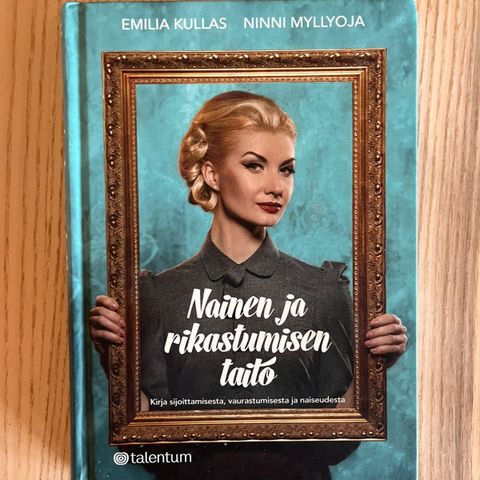 EMILIA KULLAS NINNI MYLLYOJA
Nainen ja
rikastumisen
taito
Kirja sijoittamisesta, vaurastumisesta ja naiseudesta
talentum